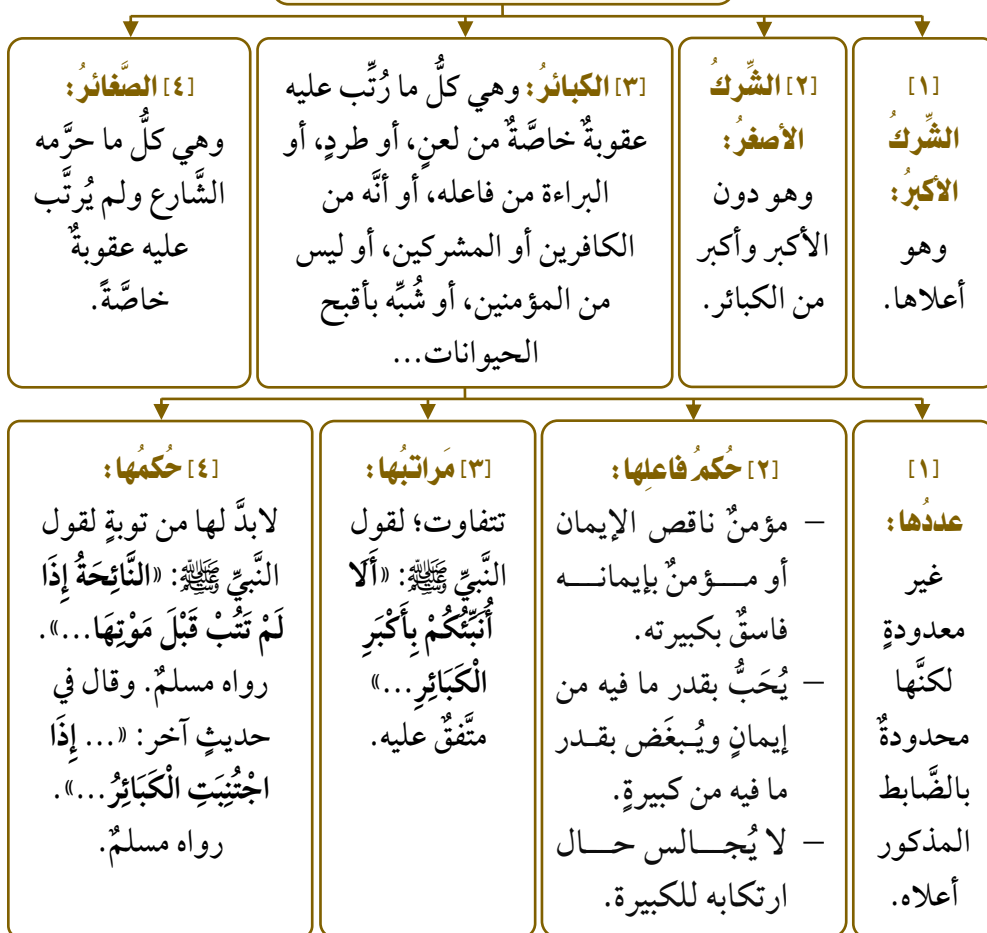 [١]
الشِّركُ
الأكبرُ:
وهو
أعلاها.
[٢] الشِّركُ
الأصغرُ:
وهو دون
الأكبر وأكبر
من الكبائر.
[٣] الكبائرُ: وهي كلُّ ما رُتِّب عليه
عقوبةٌ خاصَّةٌ من لعنٍ، أو طردٍ، أو
البراءة من فاعله، أو أنَّه من
الكافرين أو المشركين، أو ليس
من المؤمنين، أو شُبِّه بأقبح
الحيوانات...
[٤] الصَّغائرُ:
وهي كلُّ ما حرَّمه
الشَّارع ولم يُرتَّب
عليه عقوبةٌ
خاصَّةً.
[١]
عددُها:
غير
معدودةٍ
لكنَّها
محدودةٌ
بالضَّابط
المذكور
أعلاه.
[٢] حُكمُ فاعلِها:
– مؤمنٌ ناقص الإيمان
أو مـــؤمنٌ بإيمانـــه
فاسقٌ بكبيرته.
– يُحَبُّ بقدر ما فيه من
إيمانٍ ويُـبغَض بقـدر
ما فيه من كبيرةٍ.
– لا يُجـــالس حـــال
ارتكابه للكبيرة.
[٣] مَراتبُها:
تتفاوت؛ لقول
النَّبيِّ ﷺ: «أَلَا
أُنَبِّئُكُمْ بِأَكْبَرِ
الْكَبَائِرِ...»
متَّفقٌ عليه.
[٤] حُكمُها:
لابدَّ لها من توبةٍ لقول
النَّبيِّ ﷺ: «النَّائِحَةُ إِذَا
لَمْ تَتُبْ قَبْلَ مَوْتِهَا...».
رواه مسلمٌ. وقال في
حديثٍ آخر: «... إِذَا
اجْتُنِبَتِ الْكَبَائِرُ...».
رواه مسلمٌ.